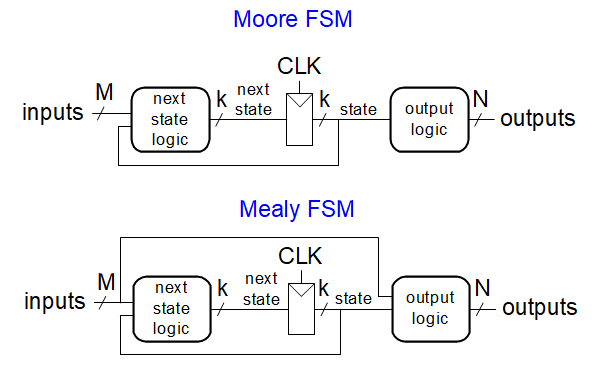 Moore FSM
CLK
inputs M next state logic k next state k state output logic N outputs
Mealy FSM
CLK
inputs M next state logic k next state k state output logic N outputs